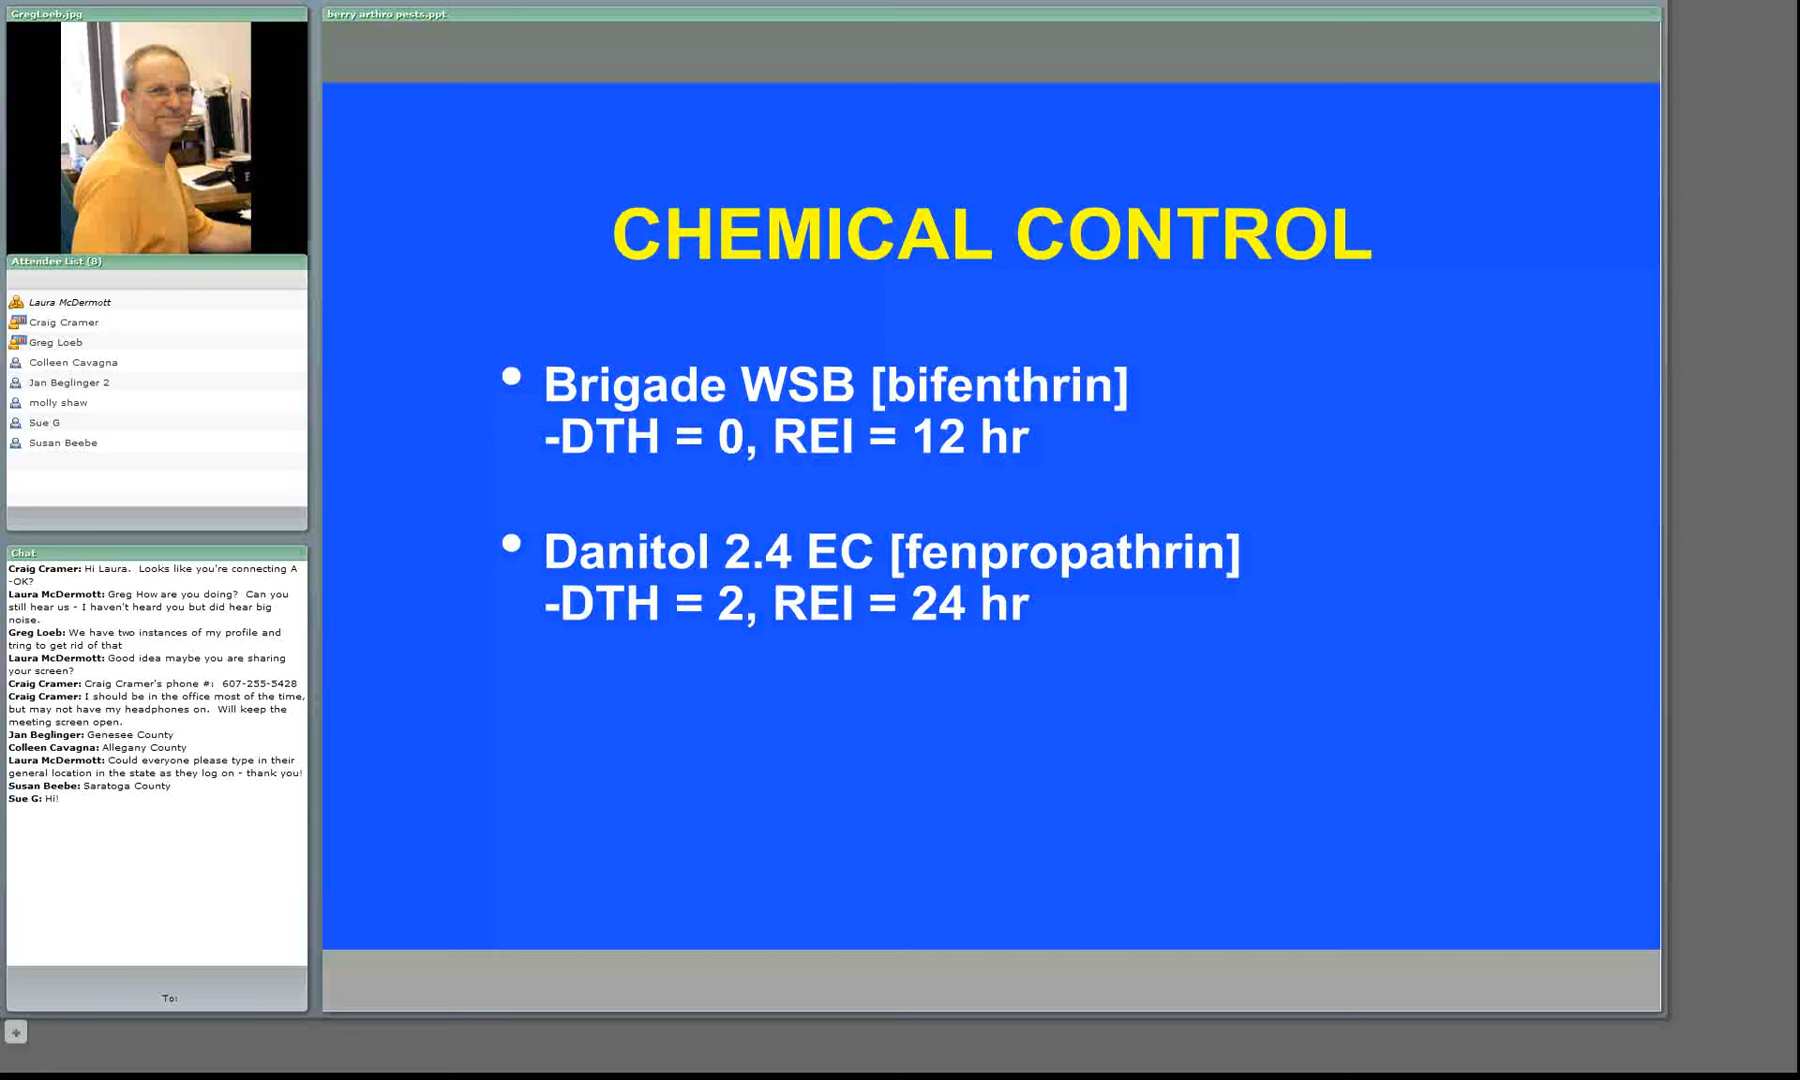 GregLoeb.jpg
Attendee List (8)
Laura McDermott
Craig Cramer
Greg Loeb
Colleen Cavagna
Jan Beglinger 2
molly shaw
Sue G
Susan Beebe
Chat
Craig Cramer: Hi Laura.  Looks like you're connecting A
-OK?
Laura McDermott: Greg How are you doing?  Can you
still hear us - I haven't heard you but did hear big
noise.
Greg Loeb: We have two instances of my profile and
tring to get rid of that
Laura McDermott: Good idea maybe you are sharing
your screen?
Craig Cramer: Craig Cramer's phone #:  607-255-5428
Craig Cramer: I should be in the office most of the time,
but may not have my headphones on.  Will keep the
meeting screen open.
Jan Beglinger: Genesee County
Colleen Cavagna: Allegany County
Laura McDermott: Could everyone please type in their
general location in the state as they log on - thank you!
Susan Beebe: Saratoga County
Sue G: Hi!
To:
berry arthro pests.ppt
CHEMICAL CONTROL
• Brigade WSB [bifenthrin]
-DTH = 0, REI = 12 hr
• Danitol 2.4 EC [fenpropathrin]
-DTH = 2, REI = 24 hr